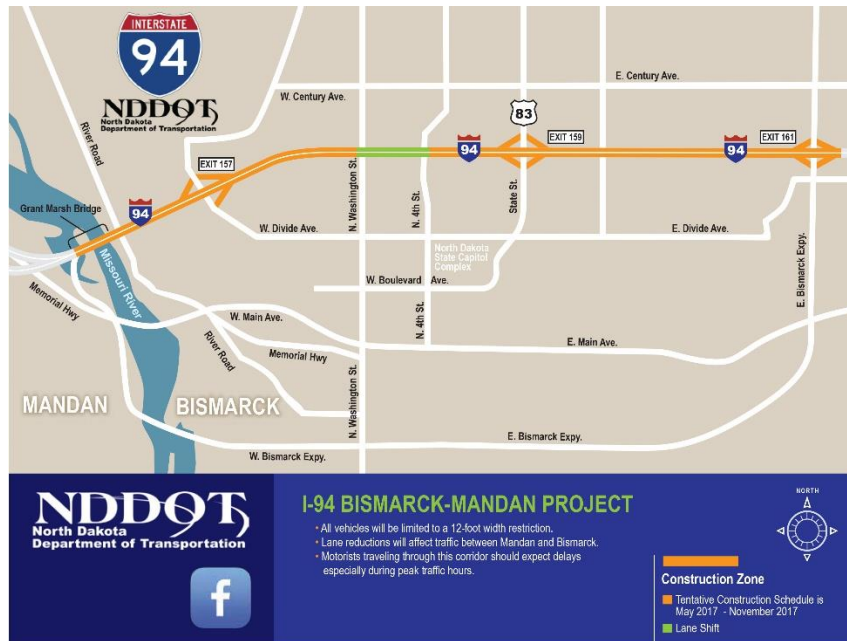 INTERSTATE
94
NDDOT
North Dakota
Department of Transportation
River Road
W. Century Ave.
E. Century Ave.
83
EXIT 157
EXIT 159
EXIT 161
94
94
94
N. Washington St.
N. 4th St.
State St.
Grant Marsh Bridge
W. Divide Ave.
E. Divide Ave.
North Dakota
State Capitol
Complex
Missouri River
Memorial Hwy
W. Boulevard Ave.
E. Bismarck Expy.
W. Main Ave.
N. 4th St.
River Road
Memorial Hwy
E. Main Ave.
MANDAN
BISMARCK
N. Washington St.
W. Bismarck Expy.
E. Bismarck Expy.
NDDOT
North Dakota
Department of Transportation
f
I-94 BISMARCK-MANDAN PROJECT
• All vehicles will be limited to a 12-foot width restriction.
• Lane reductions will affect traffic between Mandan and Bismarck.
• Motorists traveling through this corridor should expect delays
especially during peak traffic hours.
NORTH
Construction Zone
Tentative Construction Schedule is
May 2017 - November 2017
Lane Shift